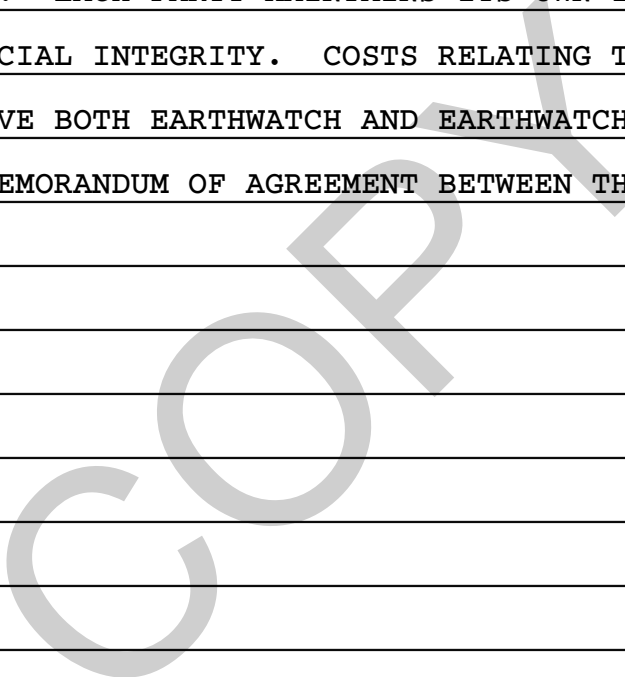 EACH PARTY MAINTAINS ITS OWN
CIAL INTEGRITY. COSTS RELATING T
VE BOTH EARTHWATCH AND EARTHWATCH
EMORANDUM OF AGREEMENT BETWEEN TH
COPY